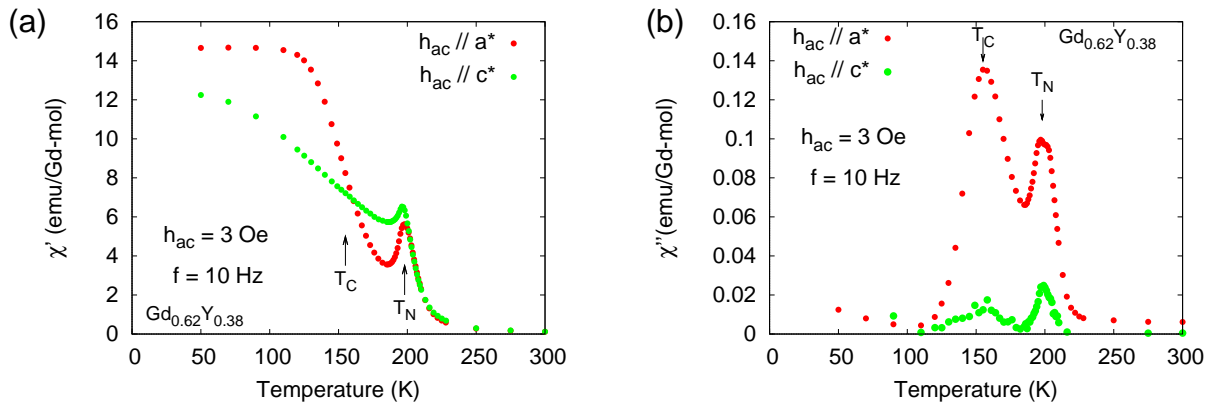 (a)
χ' (emu/Gd-mol)
16
14
12
10
8
6
4
2
0
h_ac // a*
h_ac // c*
T_C
T_N
h_ac = 3 Oe
f = 10 Hz
Gd_0.62Y_0.38
0 50 100 150 200 250 300
Temperature (K)
(b)
χ''(emu/Gd-mol)
0.16
0.14
0.12
0.1
0.08
0.06
0.04
0.02
0
h_ac // a*
h_ac // c*
T_C
Gd_0.62Y_0.38
T_N
h_ac = 3 Oe
f = 10 Hz
0 50 100 150 200 250 300
Temperature (K)